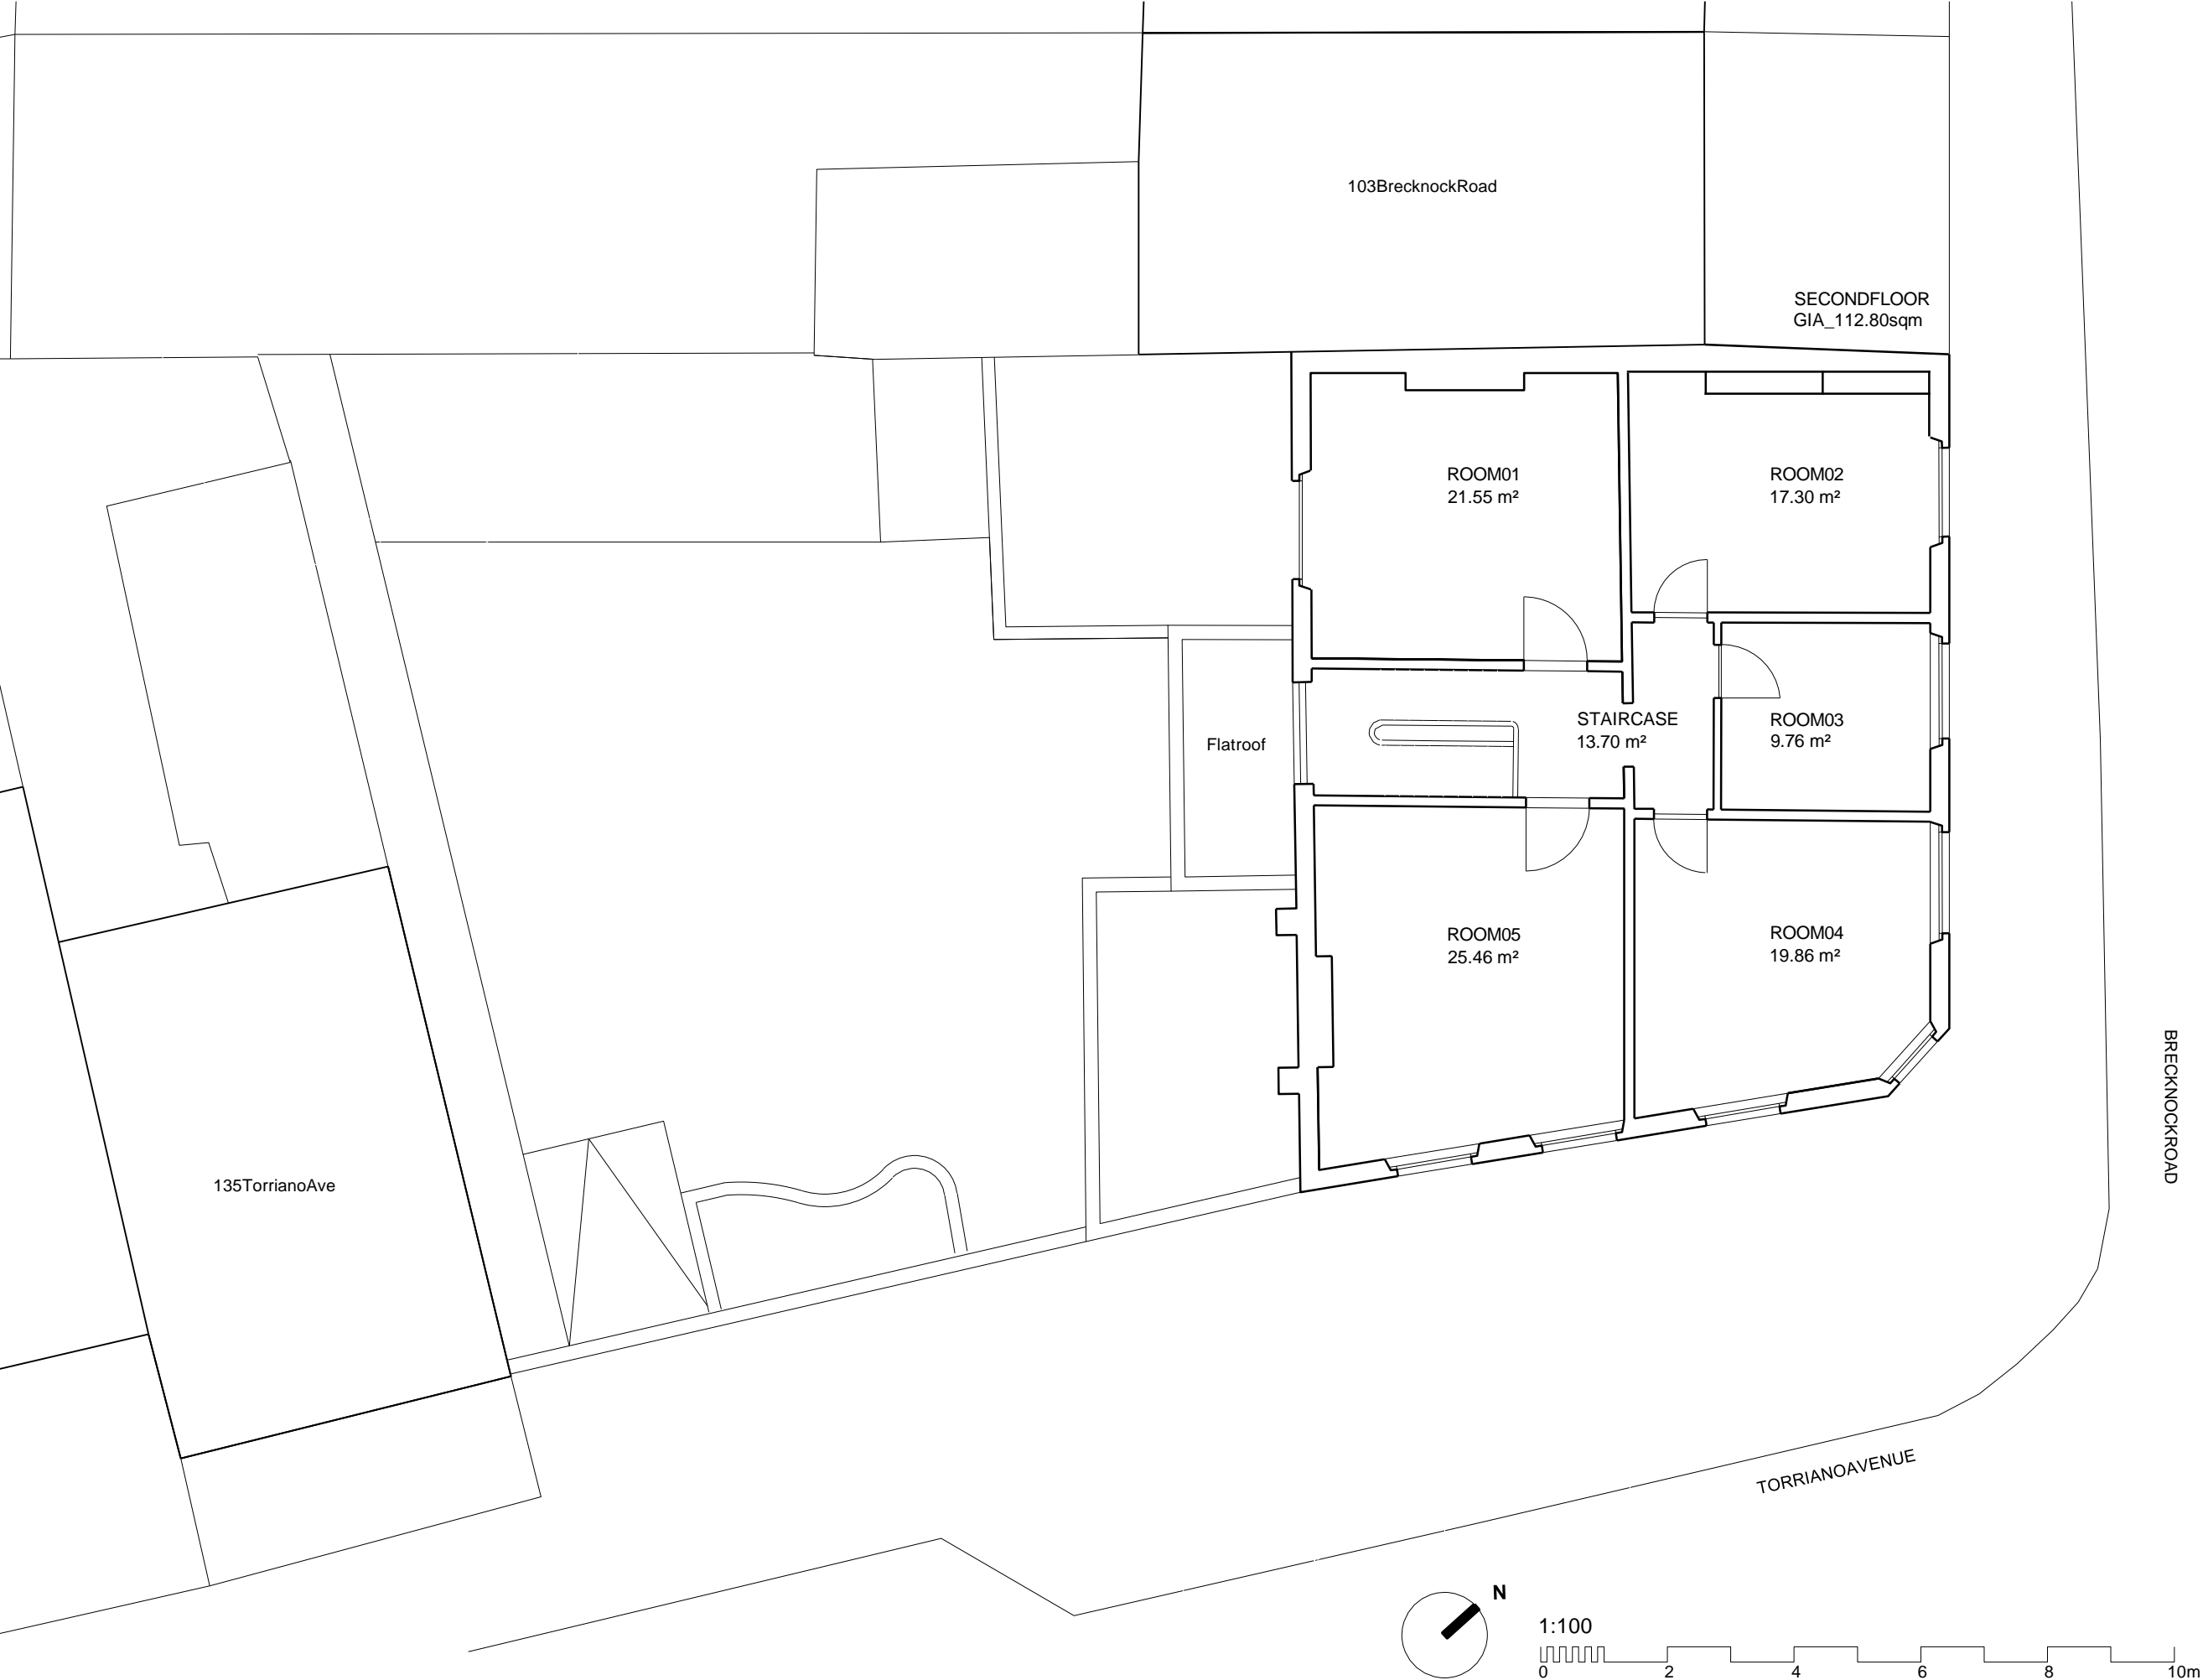 103BrecknockRoad
SECONDFLOOR
GIA_112.80sqm
ROOM01
21.55 m²
ROOM02
17.30 m²
STAIRCASE
13.70 m²
ROOM03
9.76 m²
Flatroof
ROOM05
25.46 m²
ROOM04
19.86 m²
BRECKNOCKROAD
135TorrianoAve
TORRIANOAVENUE
N
1:100
0 2 4 6 8 10m